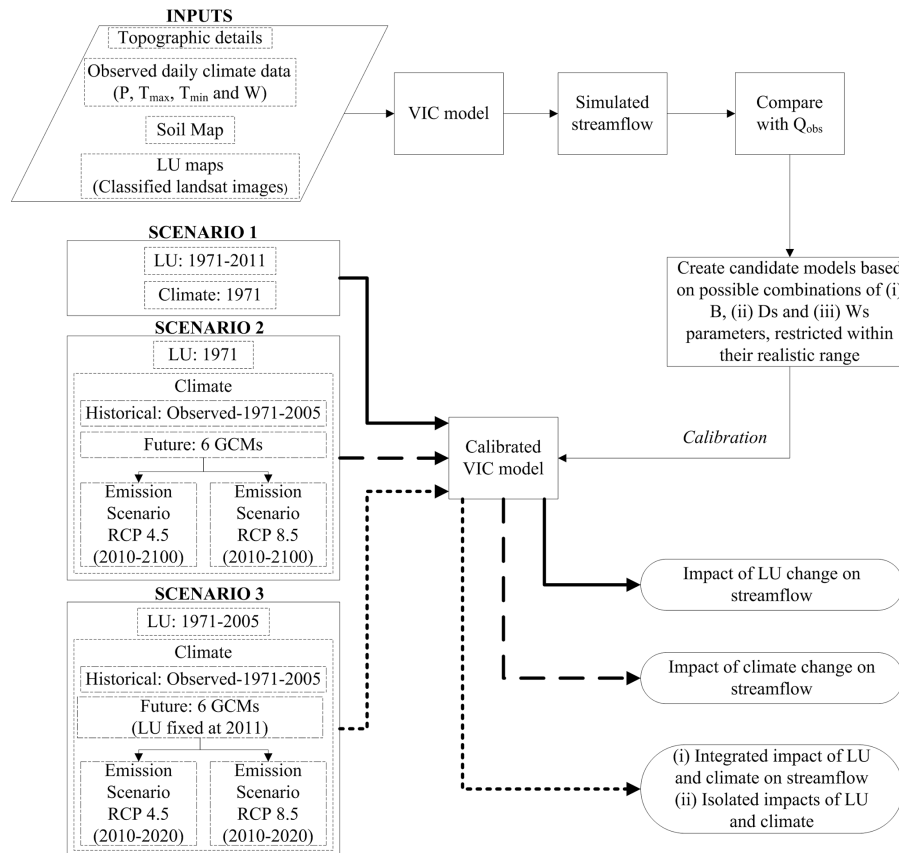 INPUTS
Topographic details
Observed daily climate data
(P, Tmax, Tmin and W)
Soil Map
LU maps
(Classified landsat images)
VIC model
Simulated
streamflow
Compare
with Qobs
Create candidate models based
on possible combinations of (i)
B, (ii) Ds and (iii) Ws
parameters, restricted within
their realistic range
Calibration
Calibrated
VIC model
SCENARIO 1
LU: 1971-2011
Climate: 1971
SCENARIO 2
LU: 1971
Climate
Historical: Observed-1971-2005
Future: 6 GCMs
Emission
Scenario
RCP 4.5
(2010-2100)
Emission
Scenario
RCP 8.5
(2010-2100)
SCENARIO 3
LU: 1971-2005
Climate
Historical: Observed-1971-2005
Future: 6 GCMs
(LU fixed at 2011)
Emission
Scenario
RCP 4.5
(2010-2020)
Emission
Scenario
RCP 8.5
(2010-2020)
Impact of LU change on
streamflow
Impact of climate change on
streamflow
(i) Integrated impact of LU
and climate on streamflow
(ii) Isolated impacts of LU
and climate